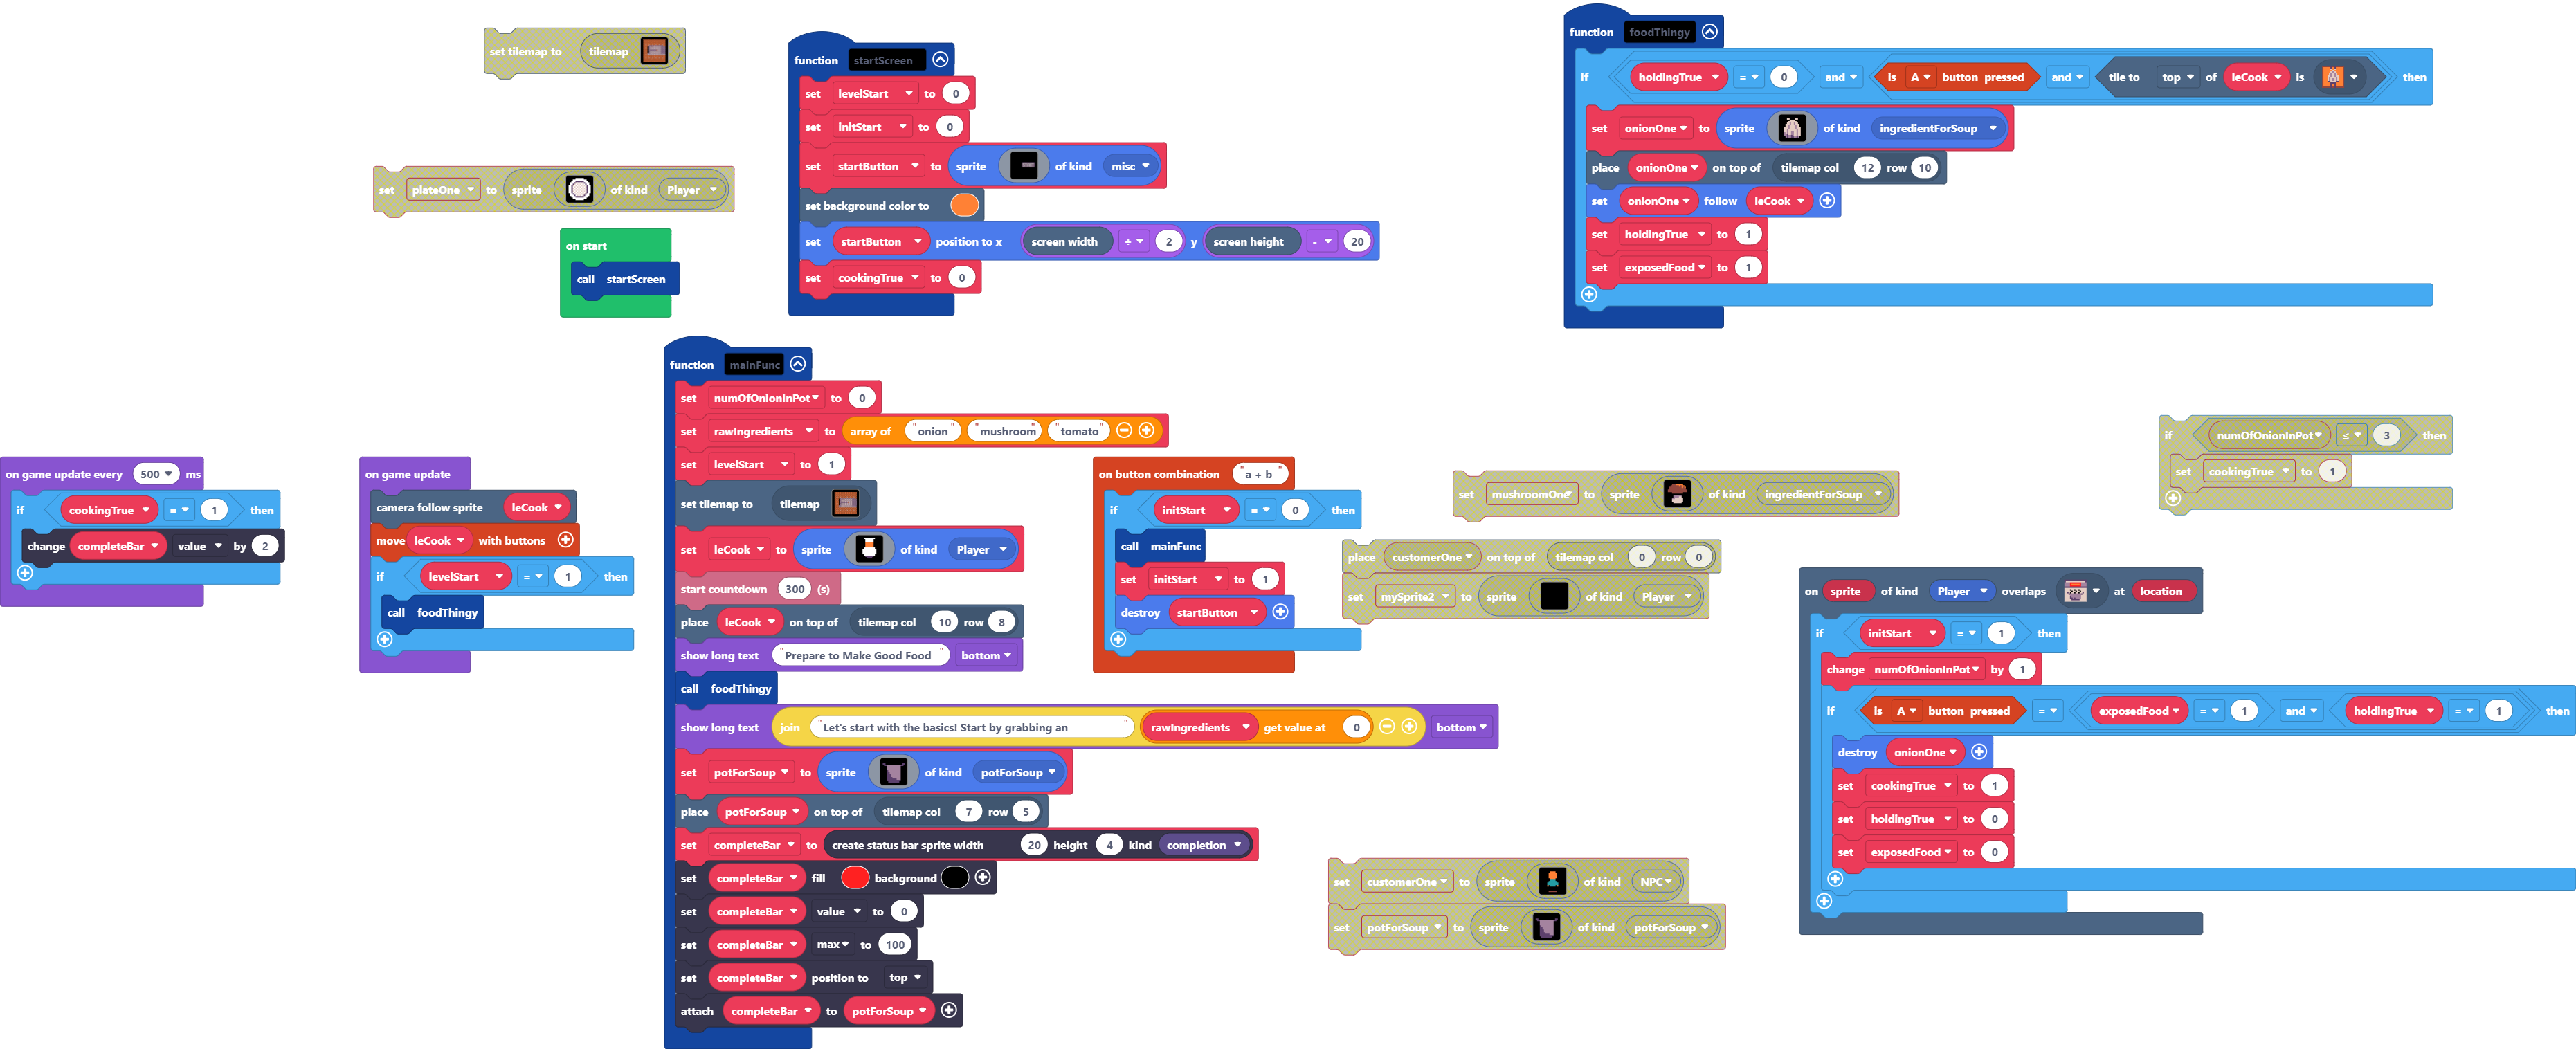 set tilemap to tilemap
set plateOne to sprite of kind Player
on start
call startScreen
function startScreen
set levelStart to 0
set initStart to 0
set startButton to sprite of kind misc
set background color to
set startButton position to x screen width ÷ 2 y screen height - 20
set cookingTrue to 0
function foodThingy
if holdingTrue = 0 and is A button pressed and tile to top of leCook is then
set onionOne to sprite of kind ingredientForSoup
place onionOne on top of tilemap col 12 row 10
set onionOne follow leCook
set holdingTrue to 1
set exposedFood to 1
on game update every 500 ms
if cookingTrue = 1 then
change completeBar value by 2
on game update
camera follow sprite leCook
move leCook with buttons
if levelStart = 1 then
call foodThingy
function mainFunc
set numOfOnionInPot to 0
set rawIngredients to array of "onion" "mushroom" "tomato"
set levelStart to 1
set tilemap to tilemap
set leCook to sprite of kind Player
start countdown 300 (s)
place leCook on top of tilemap col 10 row 8
show long text "Prepare to Make Good Food" bottom
call foodThingy
show long text join "Let's start with the basics! Start by grabbing an " rawIngredients get value at 0 bottom
set potForSoup to sprite of kind potForSoup
place potForSoup on top of tilemap col 7 row 5
set completeBar to create status bar sprite width 20 height 4 kind completion
set completeBar fill background
set completeBar value to 0
set completeBar max to 100
set completeBar position to top
attach completeBar to potForSoup
on button combination "a + b"
if initStart = 0 then
call mainFunc
set initStart to 1
destroy startButton
set mushroomOne to sprite of kind ingredientForSoup
place customerOne on top of tilemap col 0 row 0
set mySprite2 to sprite of kind Player
set customerOne to sprite of kind NPC
set potForSoup to sprite of kind potForSoup
if numOfOnionInPot ≤ 3 then
set cookingTrue to 1
on sprite of kind Player overlaps at location
if initStart = 1 then
change numOfOnionInPot by 1
if is A button pressed = exposedFood = 1 and holdingTrue = 1 then
destroy onionOne
set cookingTrue to 1
set holdingTrue to 0
set exposedFood to 0